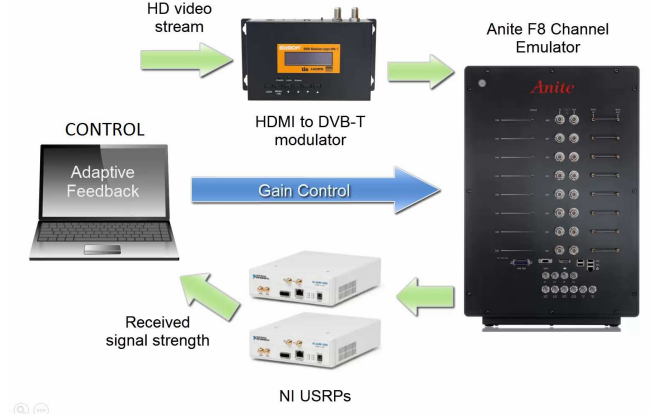 HD video
stream
Anite F8 Channel
Emulator
HDMI to DVB-T
modulator
Anite
CONTROL
Adaptive
Feedback
Gain Control
Received
signal strength
NI USRPs